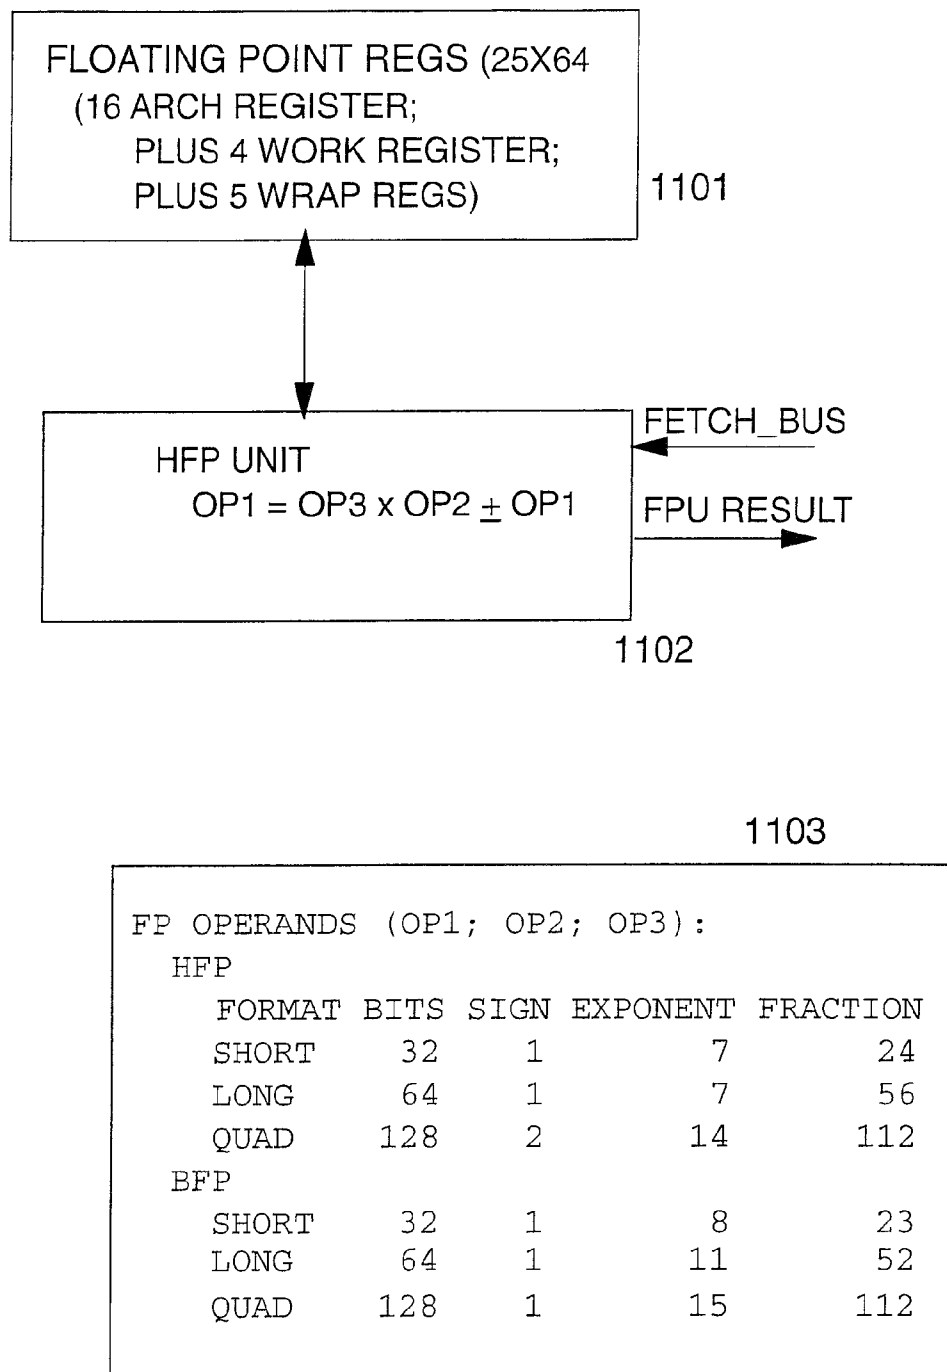 FLOATING POINT REGS (25X64
(16 ARCH REGISTER;
PLUS 4 WORK REGISTER;
PLUS 5 WRAP REGS)
1101
FETCH_BUS
HFP UNIT
OP1 = OP3 x OP2 ± OP1
FPU RESULT
1102
1103
FP OPERANDS (OP1; OP2; OP3):
HFP
FORMAT BITS SIGN EXPONENT FRACTION
SHORT 32 1 7 24
LONG 64 1 7 56
QUAD 128 2 14 112
BFP
SHORT 32 1 8 23
LONG 64 1 11 52
QUAD 128 1 15 112